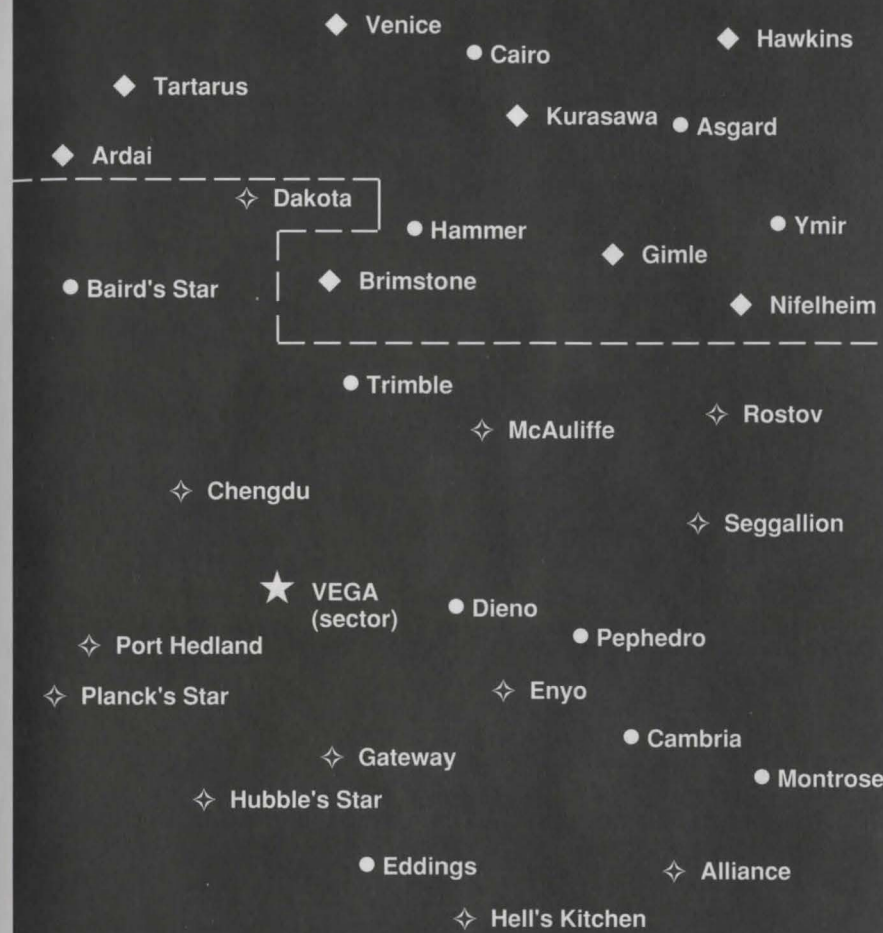 Venice
Cairo
Hawkins
Tartarus
Kurasawa
Asgard
Ardai
Dakota
Hammer
Ymir
Gimle
Brimstone
Baird's Star
Nifelheim
Trimble
McAuliffe
Rostov
Chengdu
Seggallion
VEGA
(sector)
Dieno
Pephedro
Port Hedland
Planck's Star
Enyo
Cambria
Gateway
Montrose
Hubble's Star
Eddings
Alliance
Hell's Kitchen